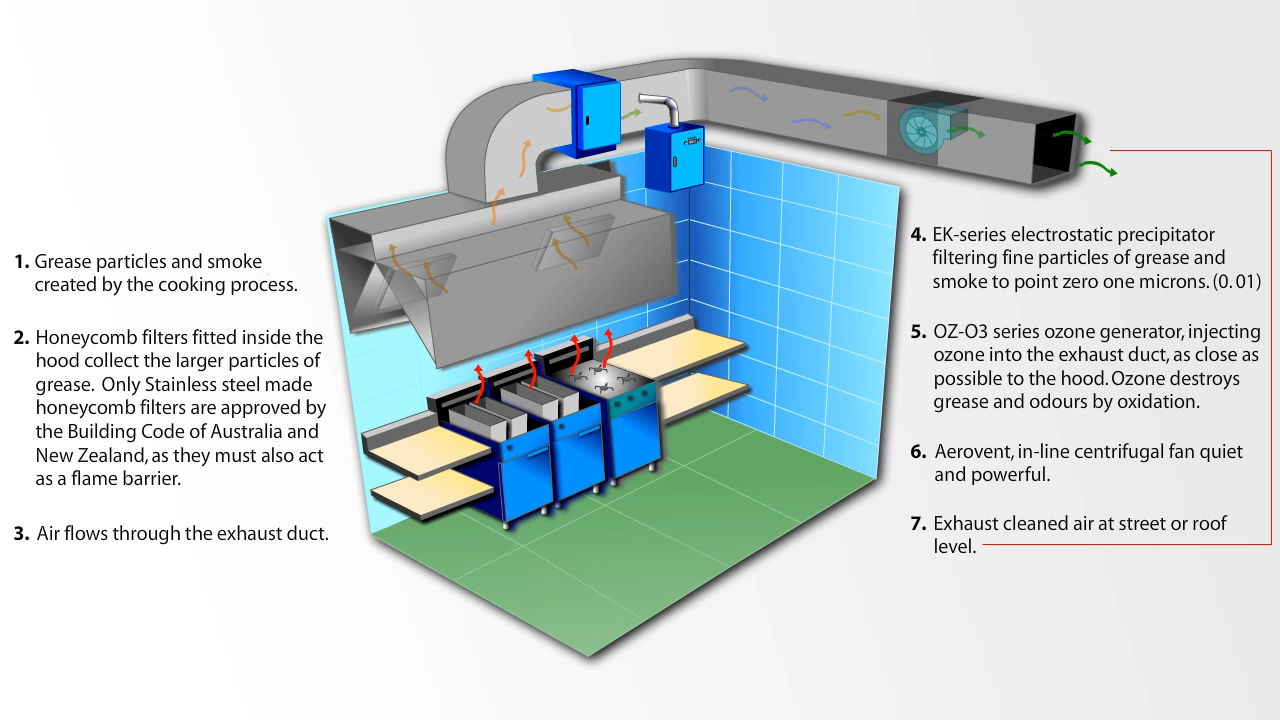 1. Grease particles and smoke
created by the cooking process.
2. Honeycomb filters fitted inside the
hood collect the larger particles of
grease. Only Stainless steel made
honeycomb filters are approved by
the Building Code of Australia and
New Zealand, as they must also act
as a flame barrier.
3. Air flows through the exhaust duct.
4. EK-series electrostatic precipitator
filtering fine particles of grease and
smoke to point zero one microns. (0.01)
5. OZ-O3 series ozone generator, injecting
ozone into the exhaust duct, as close as
possible to the hood. Ozone destroys
grease and odours by oxidation.
6. Aerovent, in-line centrifugal fan quiet
and powerful.
7. Exhaust cleaned air at street or roof
level.